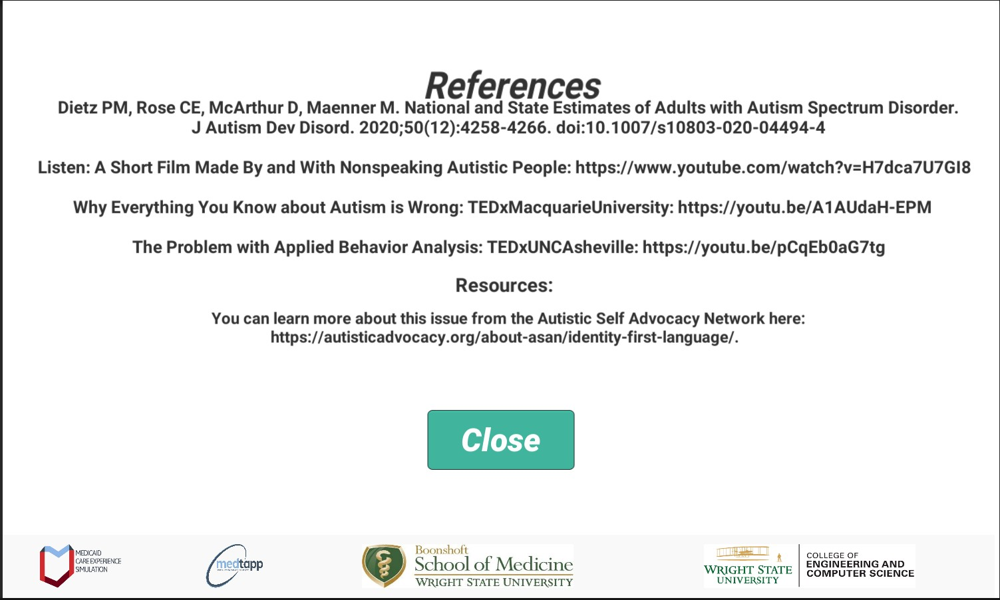 References
Dietz PM, Rose CE, McArthur D, Maenner M. National and State Estimates of Adults with Autism Spectrum Disorder.
J Autism Dev Disord. 2020;50(12):4258-4266. doi:10.1007/s10803-020-04494-4
Listen: A Short Film Made By and With Nonspeaking Autistic People: https://www.youtube.com/watch?v=H7dca7U7GI8
Why Everything You Know about Autism is Wrong: TEDxMacquarieUniversity: https://youtu.be/A1AUdaH-EPM
The Problem with Applied Behavior Analysis: TEDxUNCAsheville: https://youtu.be/pCqEb0aG7tg
Resources:
You can learn more about this issue from the Autistic Self Advocacy Network here:
https://autisticadvocacy.org/about-asan/identity-first-language/.
Close
MEDICAID
CARE EXPERIENCE
SIMULATION
medtapp
Boonshoft
School of Medicine
WRIGHT STATE UNIVERSITY
WRIGHT STATE
UNIVERSITY
COLLEGE OF
ENGINEERING AND
COMPUTER SCIENCE